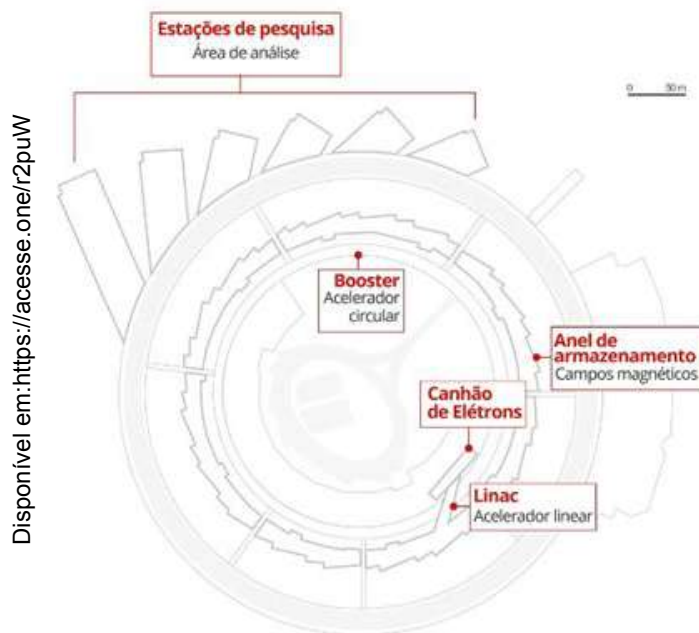 Estações de pesquisa
Área de análise
0 50 m
Disponível em:https://acesse.one/r2puW
Booster
Acelerador
circular
Anel de
armazenamento
Campos magnéticos
Canhão
de Elétrons
Linac
Acelerador linear